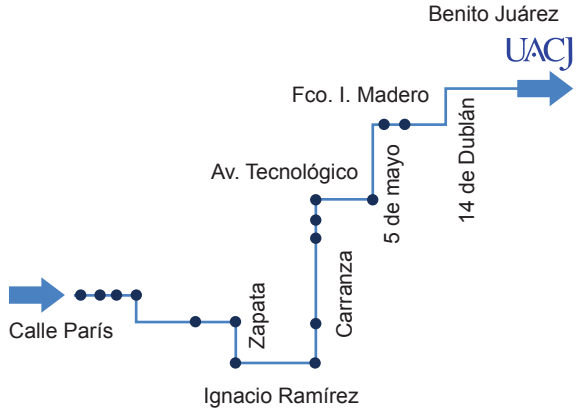 Benito Juárez
UACJ
Fco. I. Madero
14 de Dublán
Av. Tecnológico
5 de mayo
Zapata
Carranza
Calle París
Ignacio Ramírez